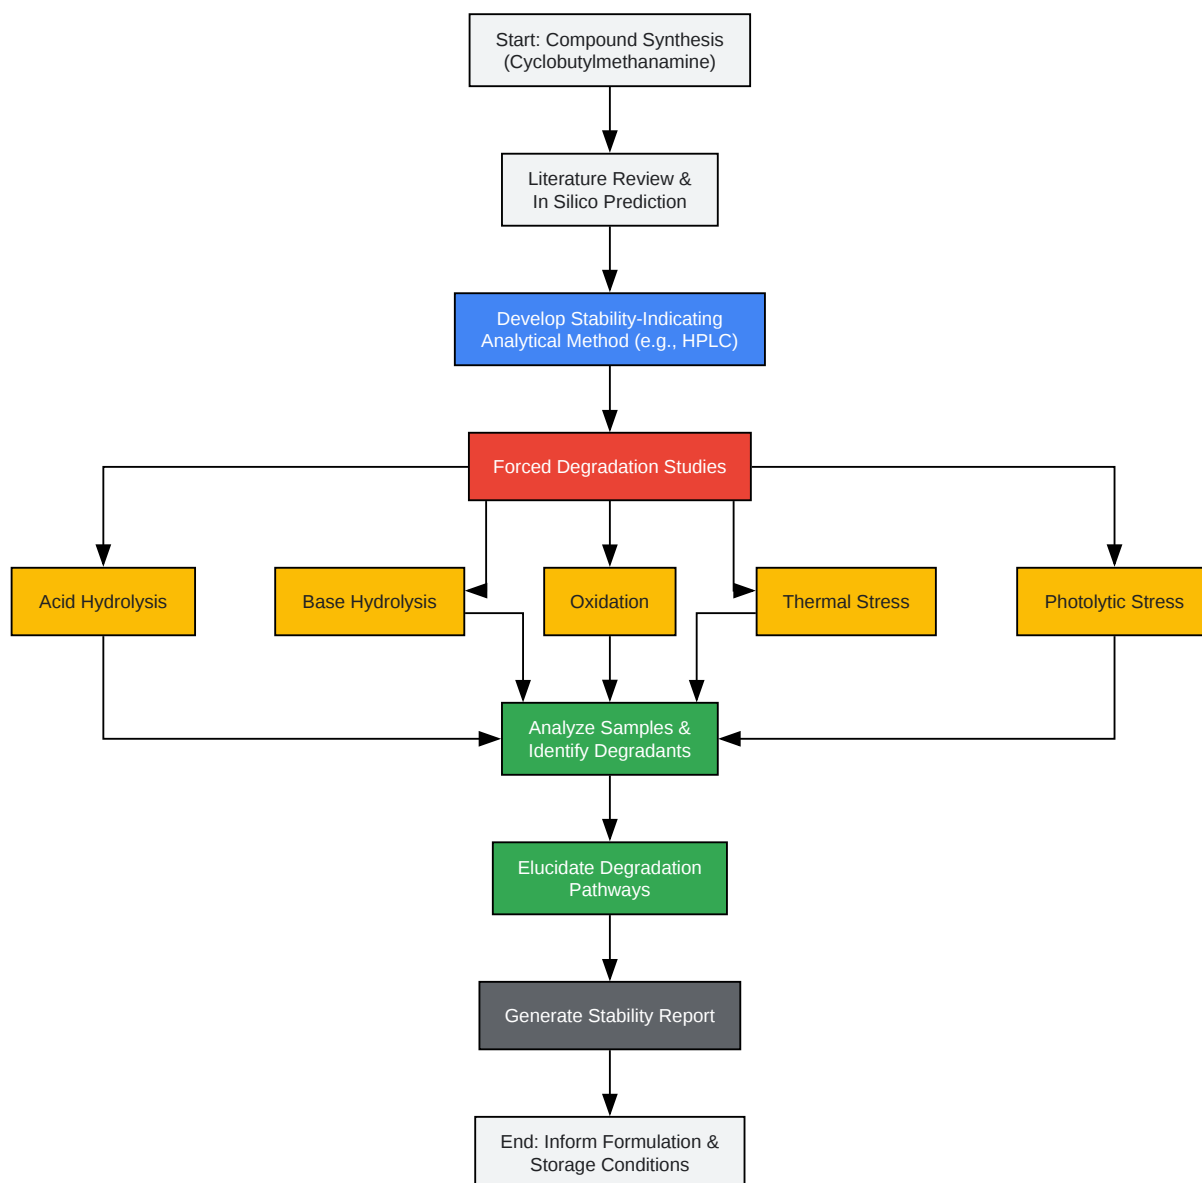 Start: Compound Synthesis
(Cyclobutylmethanamine)
Literature Review &
In Silico Prediction
Develop Stability-Indicating
Analytical Method (e.g., HPLC)
Forced Degradation Studies
Acid Hydrolysis
Base Hydrolysis
Oxidation
Thermal Stress
Photolytic Stress
Analyze Samples &
Identify Degradants
Elucidate Degradation
Pathways
Generate Stability Report
End: Inform Formulation &
Storage Conditions